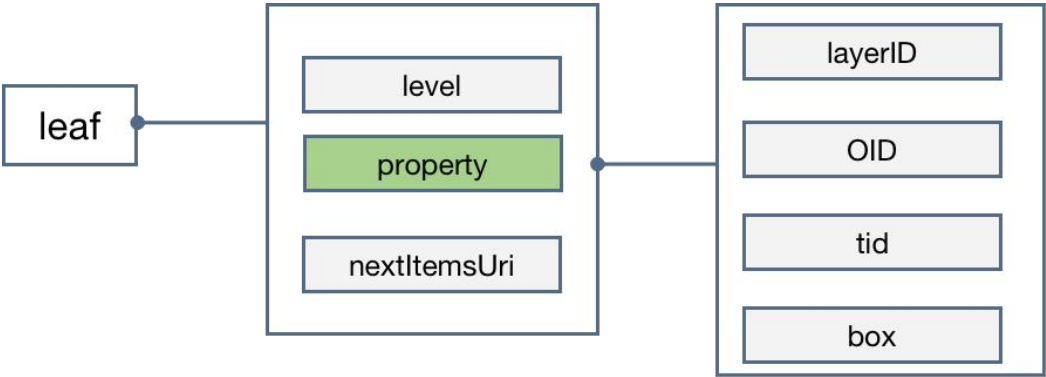 leaf
level
property
nextItemsUri
layerID
OID
tid
box